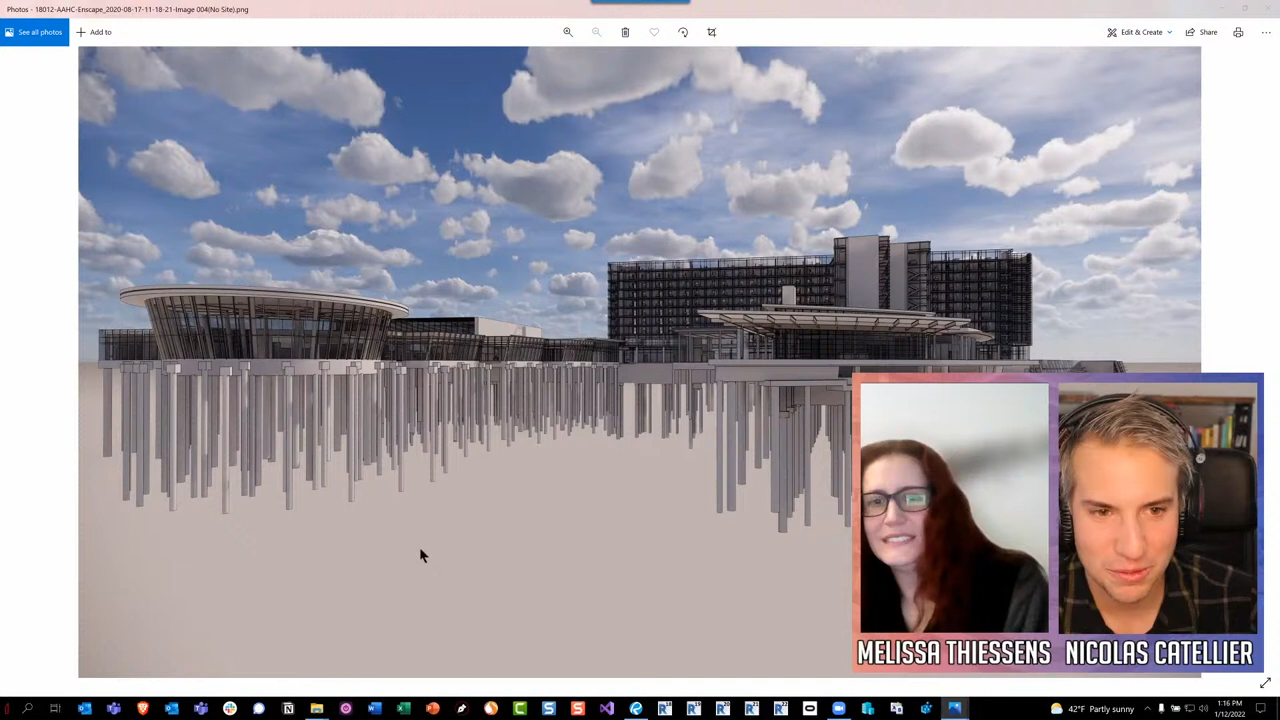 Photos - 18012-AAHC-Enscape_2020-08-17-11-18-21-Image 004(No Site).png
See all photos
Add to
Edit & Create
Share
MELISSA THIESSENS
NICOLAS CATELLIER
42°F Partly sunny
1:16 PM
1/12/2022